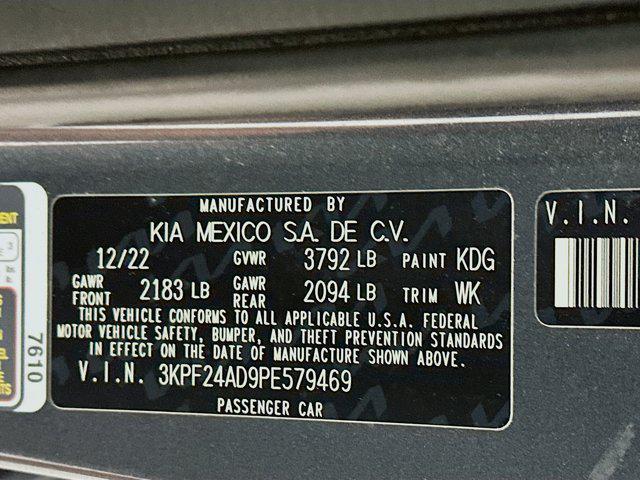 MANUFACTURED BY
KIA MEXICO S.A. DE C.V.
12/22 GVWR 3792 LB PAINT KDG
GAWR FRONT 2183 LB GAWR REAR 2094 LB TRIM WK
THIS VEHICLE CONFORMS TO ALL APPLICABLE U.S.A. FEDERAL
MOTOR VEHICLE SAFETY, BUMPER, AND THEFT PREVENTION STANDARDS
IN EFFECT ON THE DATE OF MANUFACTURE SHOWN ABOVE.
V.I.N. 3KPF24AD9PE579469
PASSENGER CAR
V.I.N.
7610